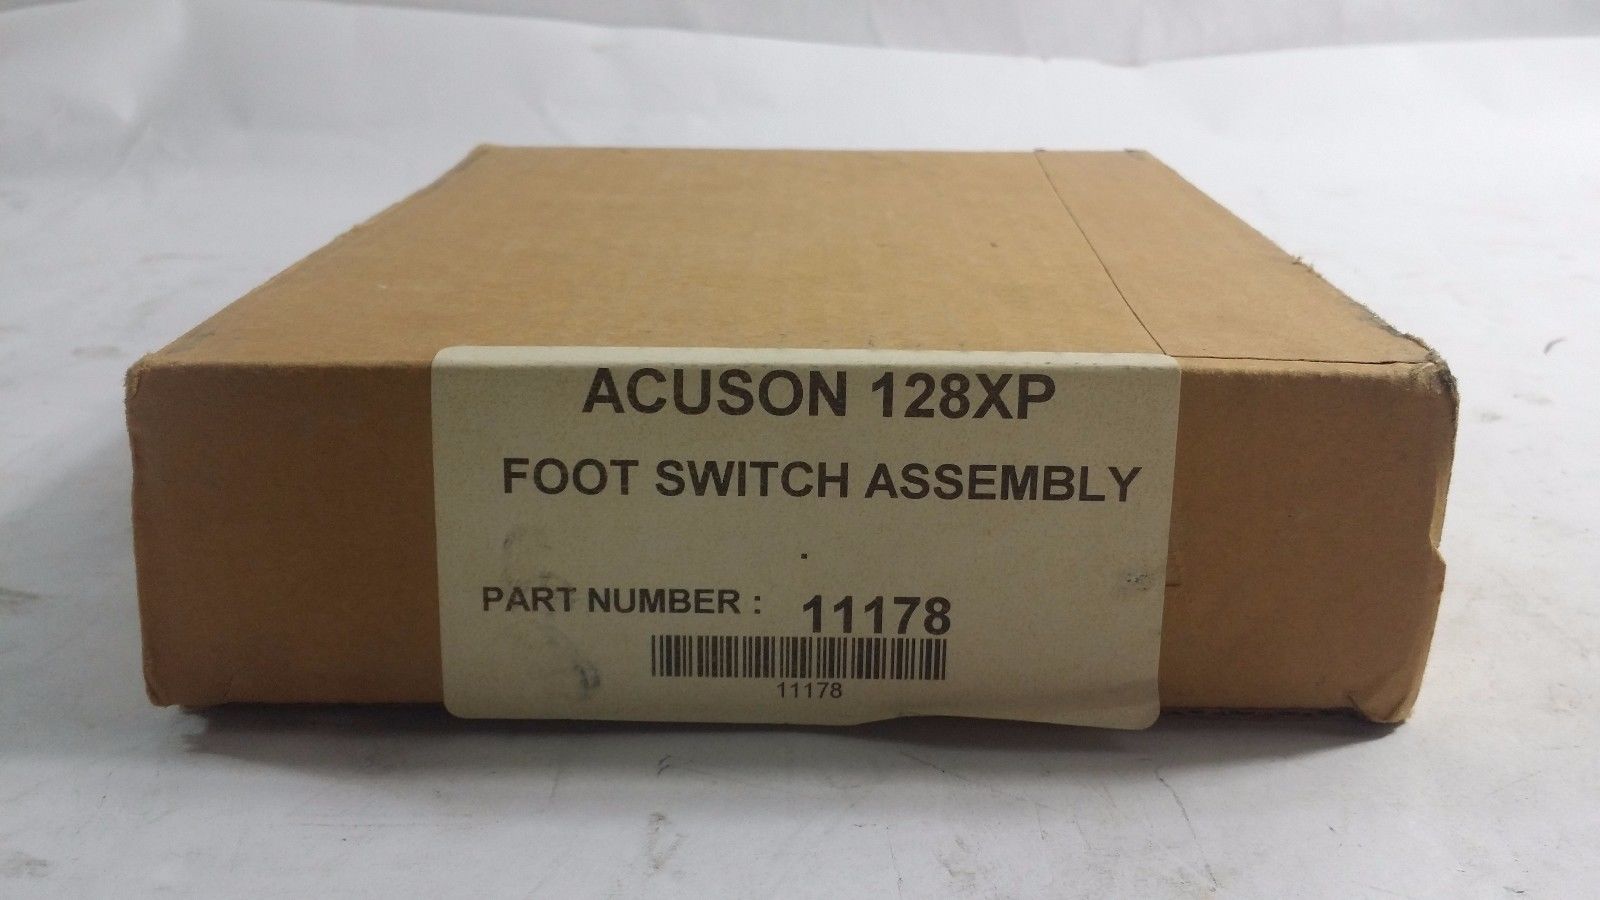 ACUSON 128XP
FOOT SWITCH ASSEMBLY
.
PART NUMBER : 11178
11178